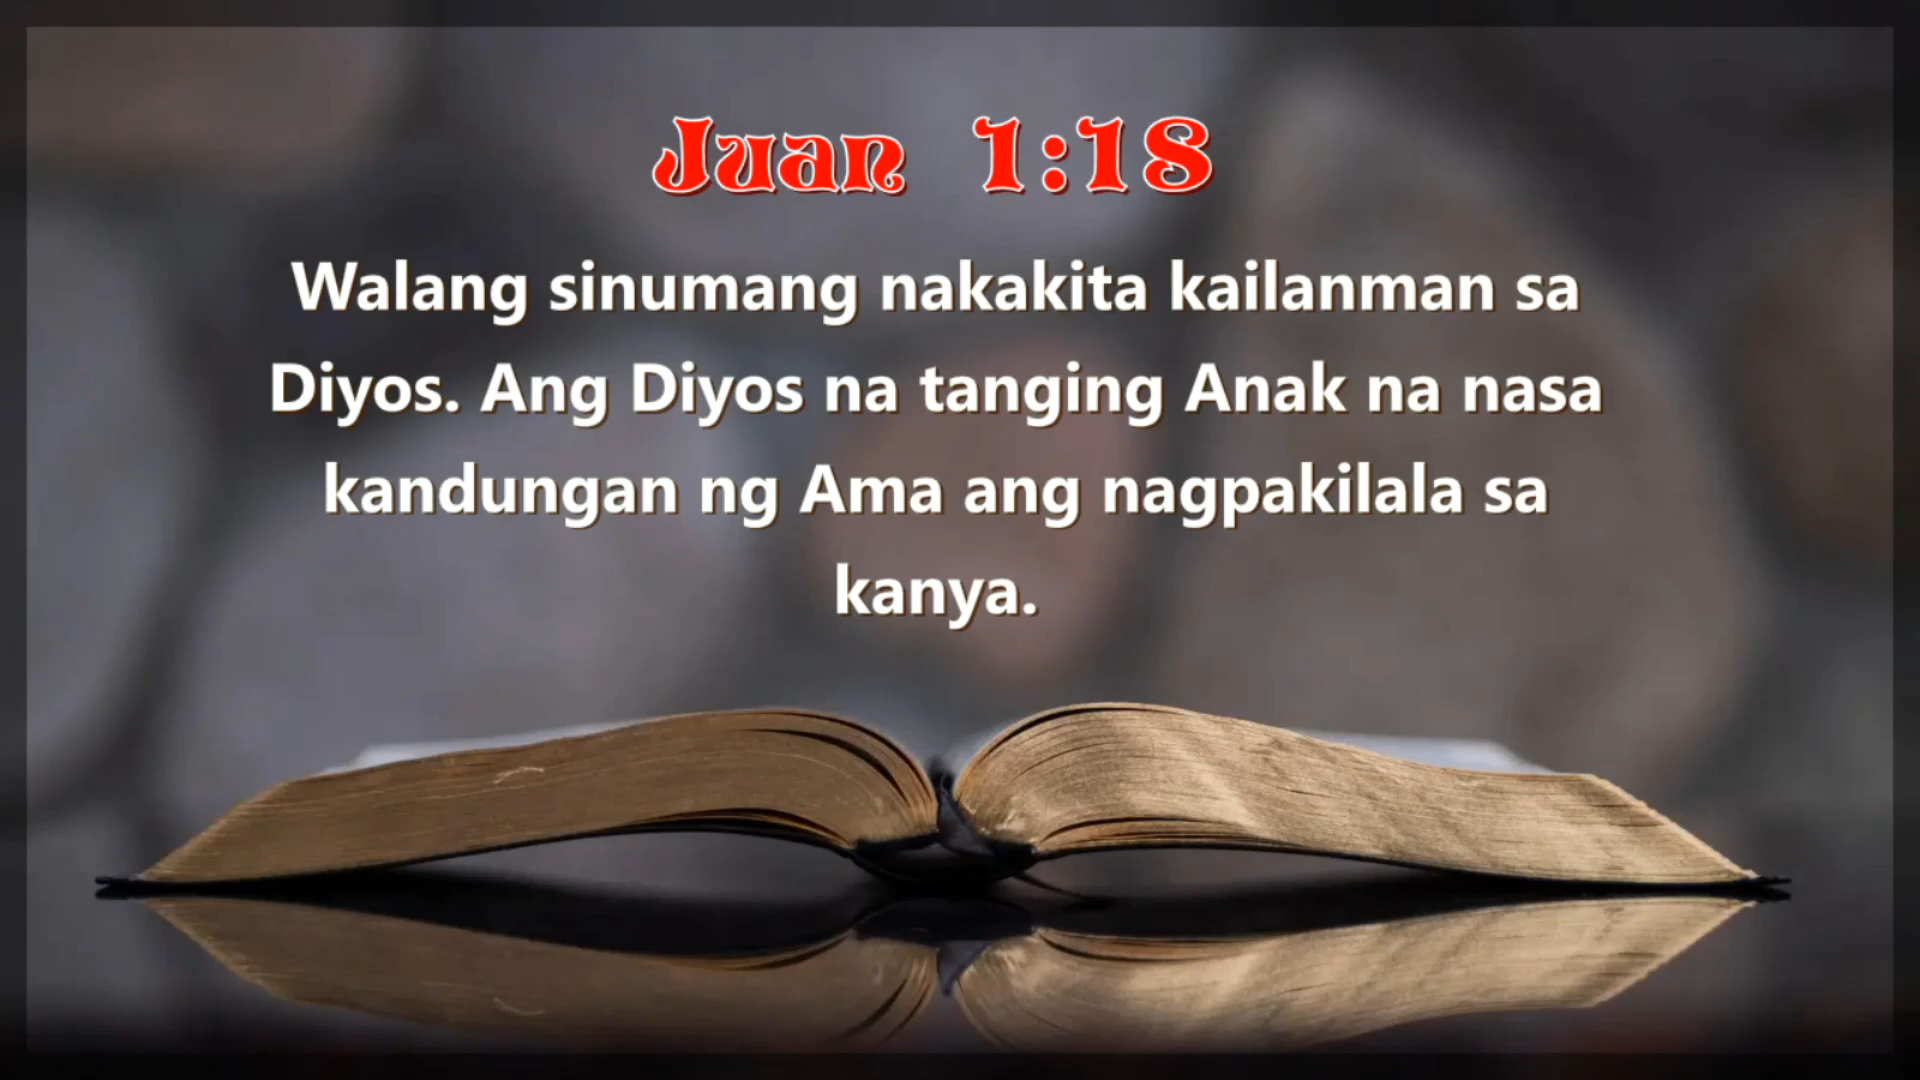 Juan 1:18
Walang sinumang nakakita kailanman sa
Diyos. Ang Diyos na tanging Anak na nasa
kandungan ng Ama ang nagpakilala sa
kanya.